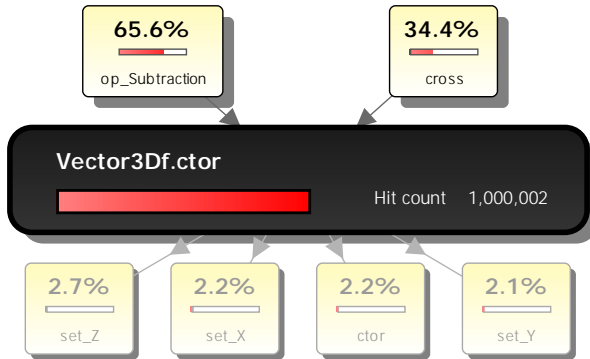 65.6%
op_Subtraction
34.4%
cross
Vector3Df.ctor
Hit count 1,000,002
2.7%
set_Z
2.2%
set_X
2.2%
ctor
2.1%
set_Y